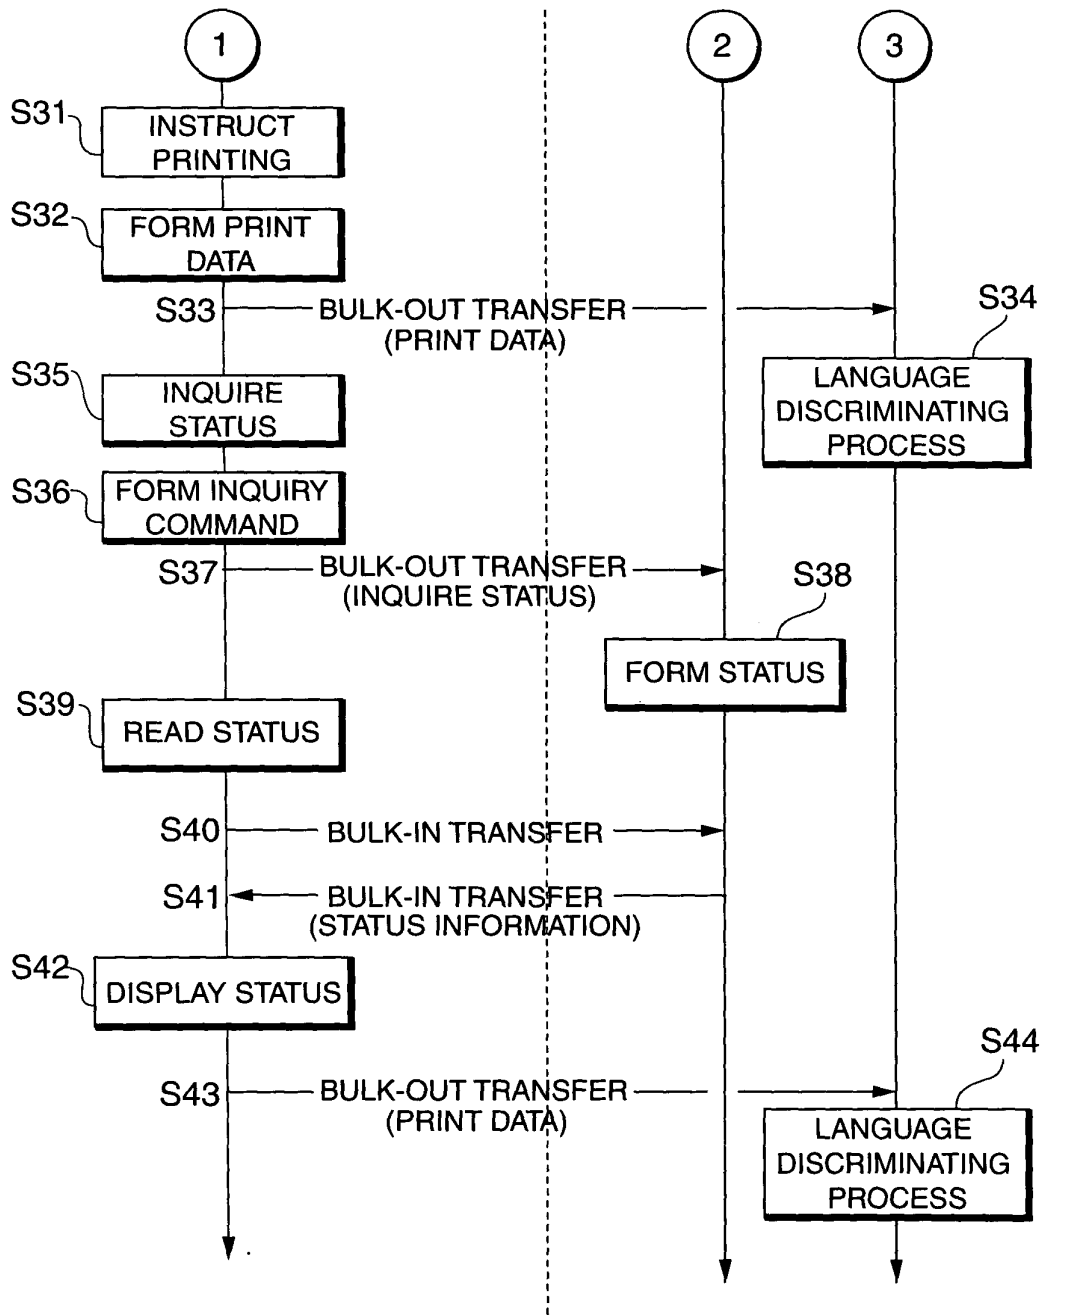 1
2
3
S31
INSTRUCT
PRINTING
S32
FORM PRINT
DATA
S33
BULK-OUT TRANSFER
(PRINT DATA)
S34
LANGUAGE
DISCRIMINATING
PROCESS
S35
INQUIRE
STATUS
S36
FORM INQUIRY
COMMAND
S37
BULK-OUT TRANSFER
(INQUIRE STATUS)
S38
FORM STATUS
S39
READ STATUS
S40
BULK-IN TRANSFER
S41
BULK-IN TRANSFER
(STATUS INFORMATION)
S42
DISPLAY STATUS
S43
BULK-OUT TRANSFER
(PRINT DATA)
S44
LANGUAGE
DISCRIMINATING
PROCESS